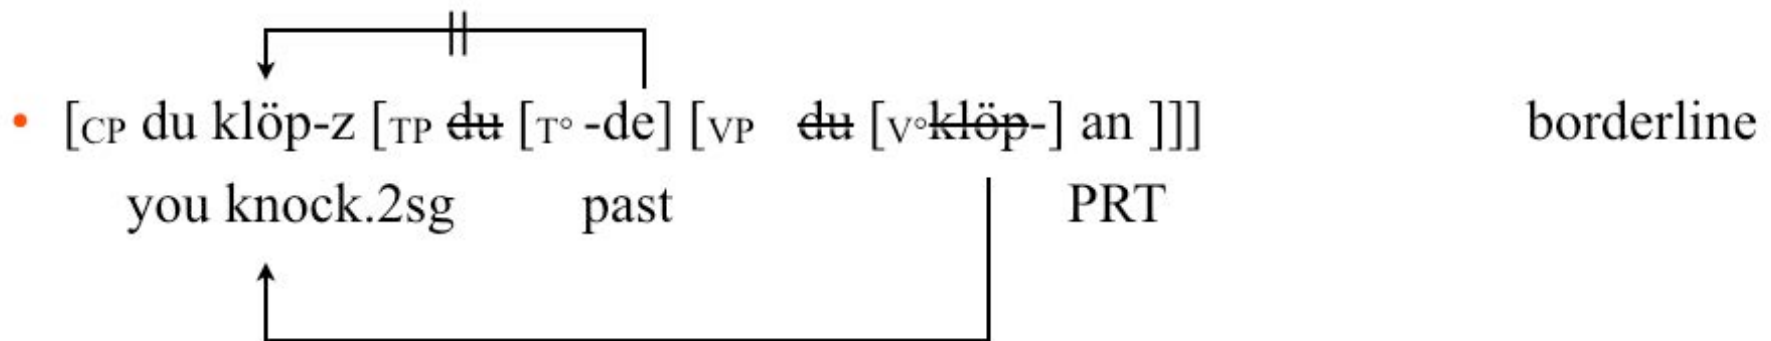 • [CP du klöp-z [TP du [T° -de] [VP du [V°klöp-] an ]]] borderline
you knock.2sg past PRT